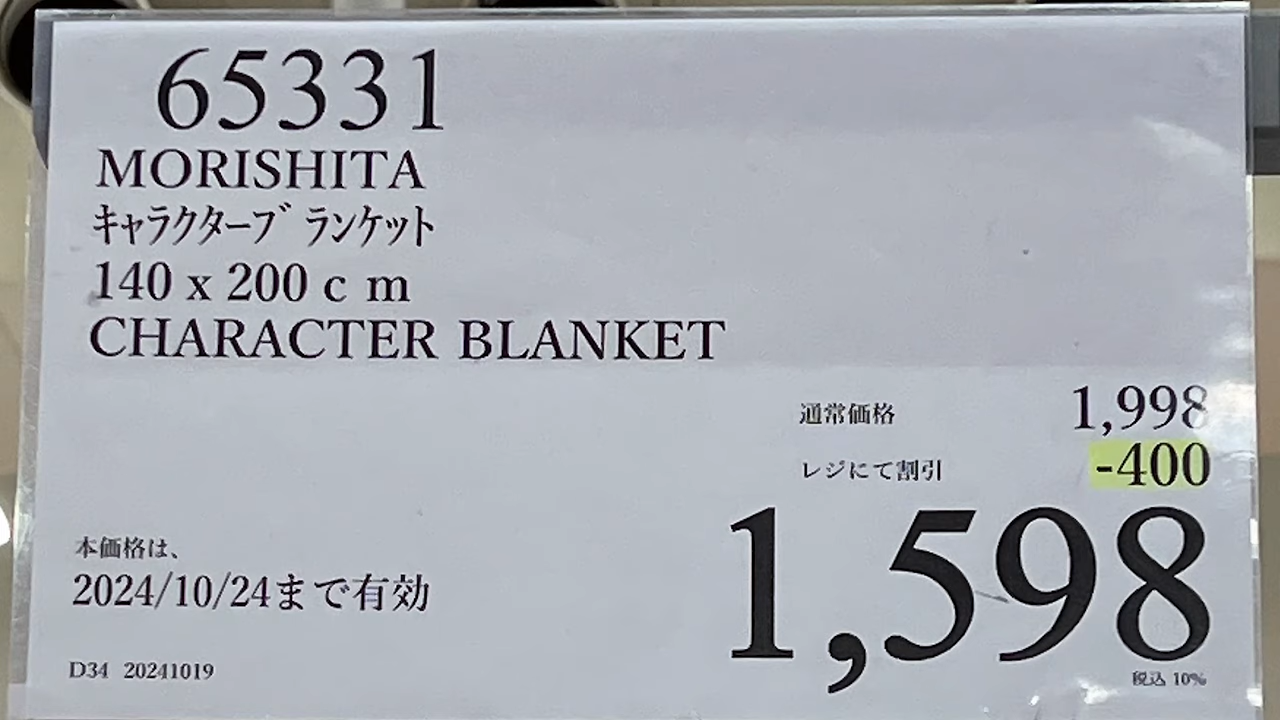 65331
MORISHITA
キャラクターブランケット
140 x 200 c m
CHARACTER BLANKET
通常価格 1,998
レジにて割引 -400
1,598
本価格は、
2024/10/24まで有効
D34 20241019
税込 10%